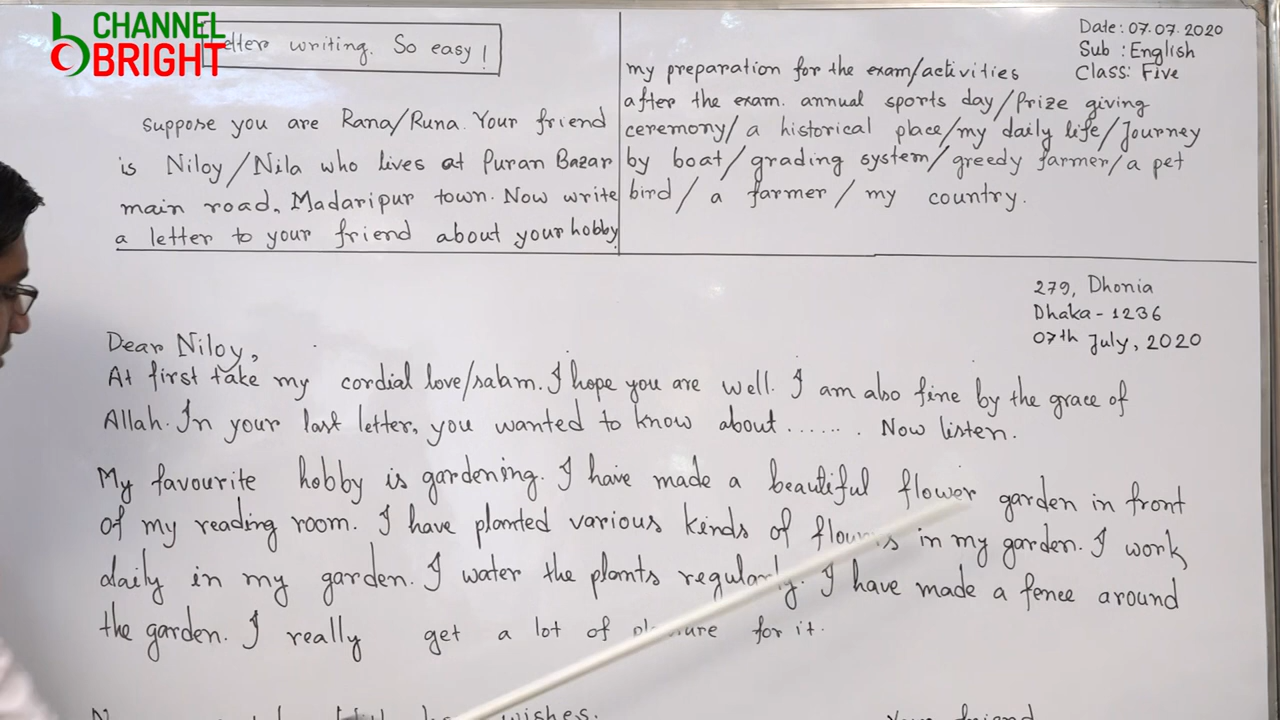 CHANNEL
BRIGHT
Letter writing. So easy!
Suppose you are Rana/Runa. Your friend
is Niloy/Nila who lives at Puran Bazar
main road, Madaripur town. Now write
a letter to your friend about your hobby
Date: 07.07.2020
Sub: English
Class: Five
my preparation for the exam/activities
after the exam. annual sports day/Prize giving
ceremony/a historical place/my daily life/Journey
by boat/grading system/greedy farmer/a pet
bird/a farmer/my country.
279, Dhonia
Dhaka-1236
07th July, 2020
Dear Niloy,
At first take my cordial love/salam. I hope you are well. I am also fine by the grace of
Allah. In your last letter, you wanted to know about....... Now listen.
My favourite hobby is gardening. I have made a beautiful flower garden in front
of my reading room. I have planted various kinds of flowers in my garden. I work
daily in my garden. I water the plants regularly. I have made a fence around
the garden. I really get a lot of pleasure for it.
wishes.
Your friend